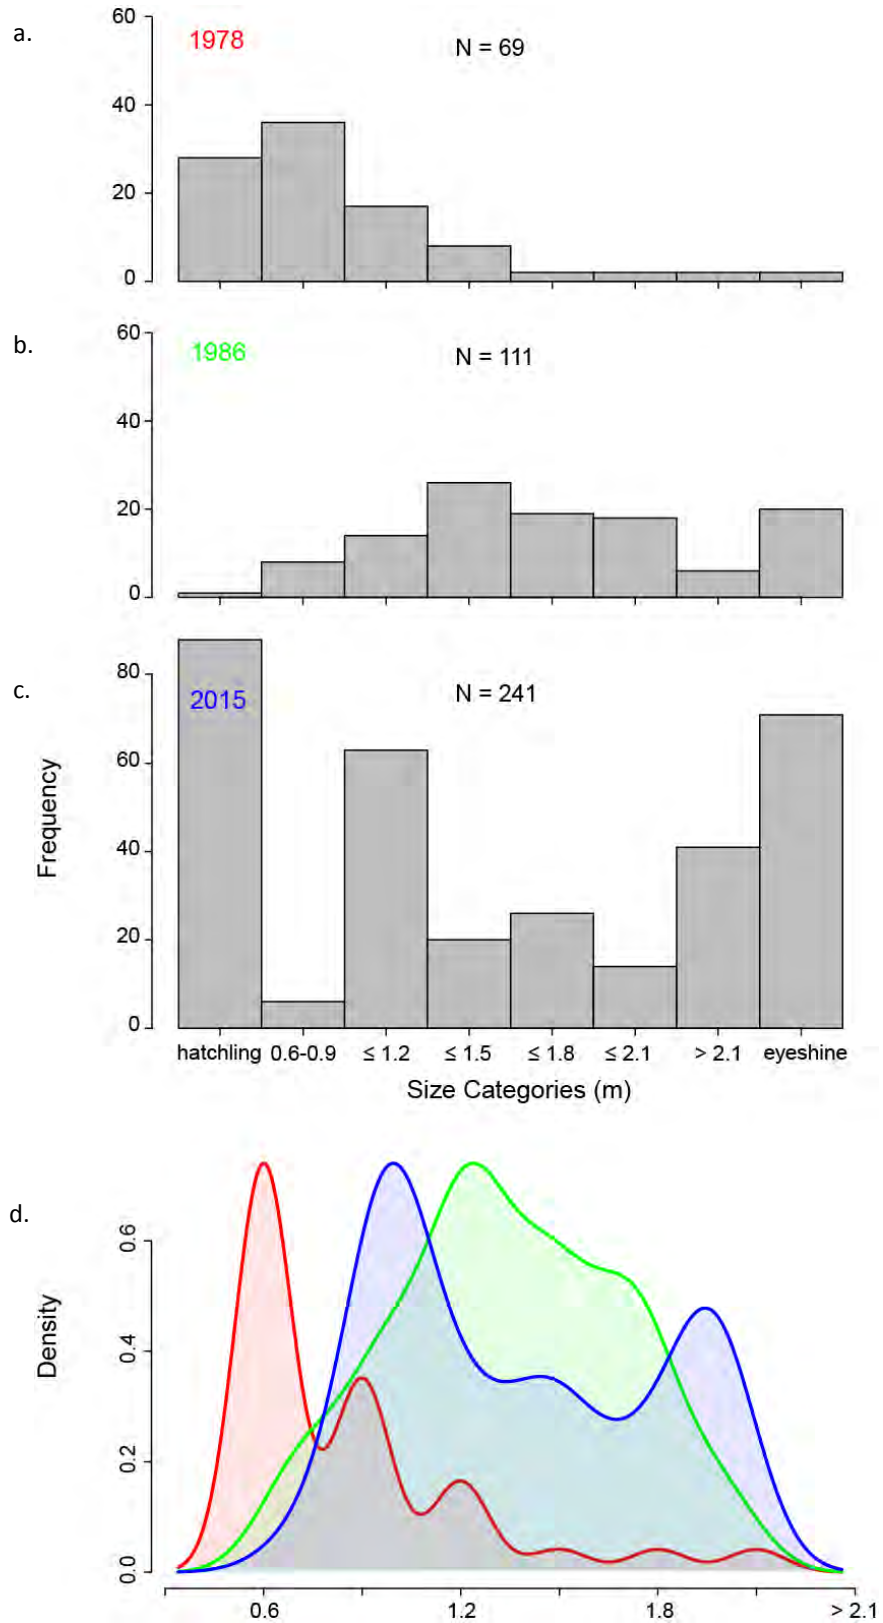 a.
60
40
20
0
1978
N = 69
b.
60
40
20
0
1986
N = 111
c.
80
60
40
20
0
2015
N = 241
Frequency
hatchling 0.6-0.9 ≤ 1.2 ≤ 1.5 ≤ 1.8 ≤ 2.1 > 2.1 eyeshine
Size Categories (m)
d.
0.6
0.4
0.2
0.0
Density
0.6 1.2 1.8 > 2.1